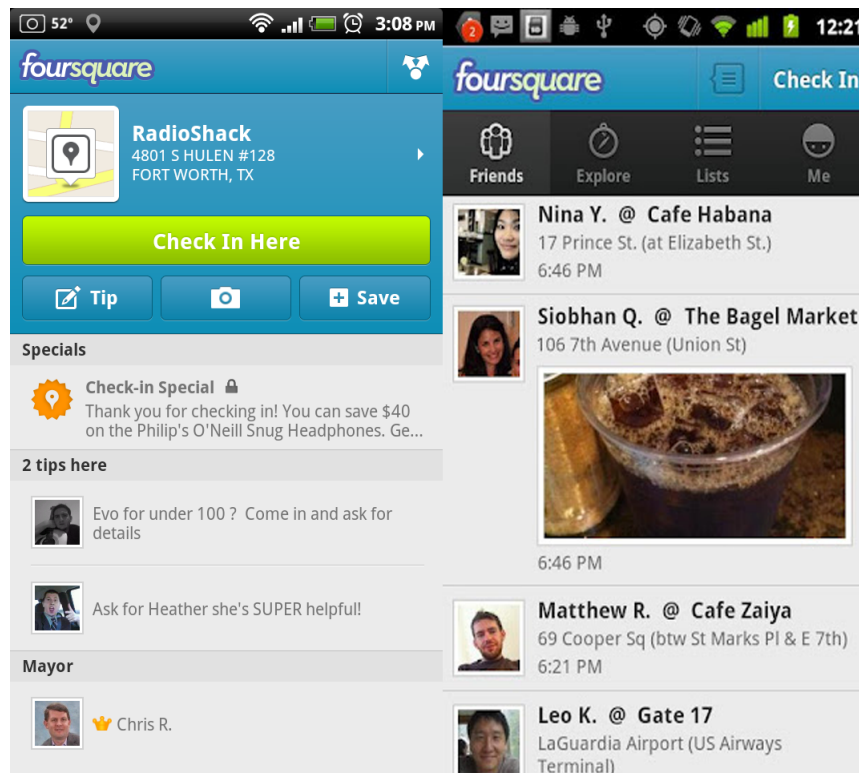 52°
3:08 PM
foursquare
RadioShack
4801 S HULEN #128
FORT WORTH, TX
Check In Here
Tip
Save
Specials
Check-in Special
Thank you for checking in! You can save $40
on the Philip's O'Neill Snug Headphones. Ge...
2 tips here
Evo for under 100 ? Come in and ask for
details
Ask for Heather she's SUPER helpful!
Mayor
Chris R.
2
12:21
foursquare
Check In
Friends
Explore
Lists
Me
Nina Y. @ Cafe Habana
17 Prince St. (at Elizabeth St.)
6:46 PM
Siobhan Q. @ The Bagel Market
106 7th Avenue (Union St)
6:46 PM
Matthew R. @ Cafe Zaiya
69 Cooper Sq (btw St Marks Pl & E 7th)
6:21 PM
Leo K. @ Gate 17
LaGuardia Airport (US Airways
Terminal)